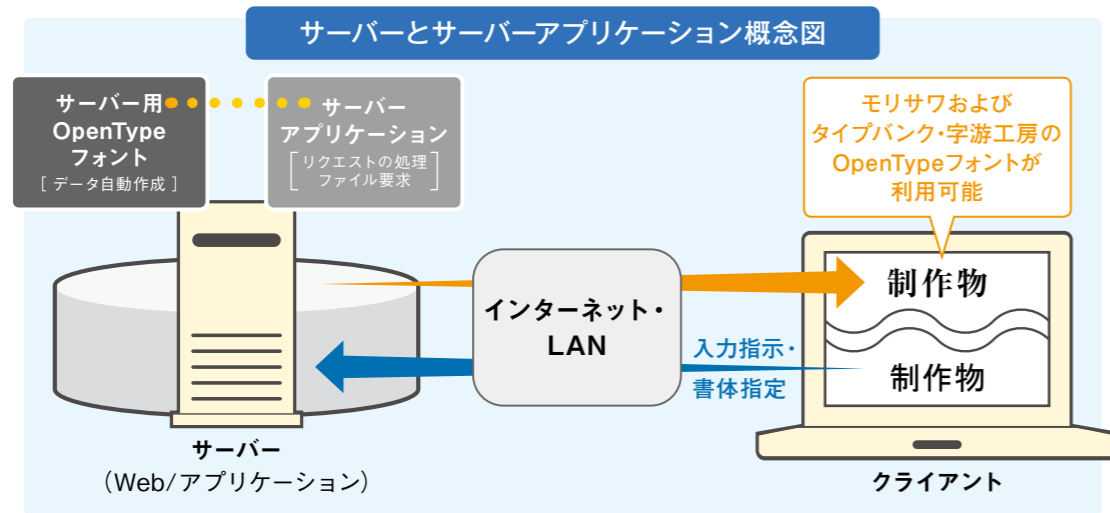 サーバーとサーバーアプリケーション概念図
サーバー用
OpenType
フォント
[ データ自動作成 ]
サーバー
アプリケーション
[リクエストの処理
ファイル要求]
モリサワおよび
タイプバンク・字游工房の
OpenTypeフォントが
利用可能
インターネット・
LAN
制作物
入力指示・
書体指定
制作物
サーバー
（Web/アプリケーション）
クライアント